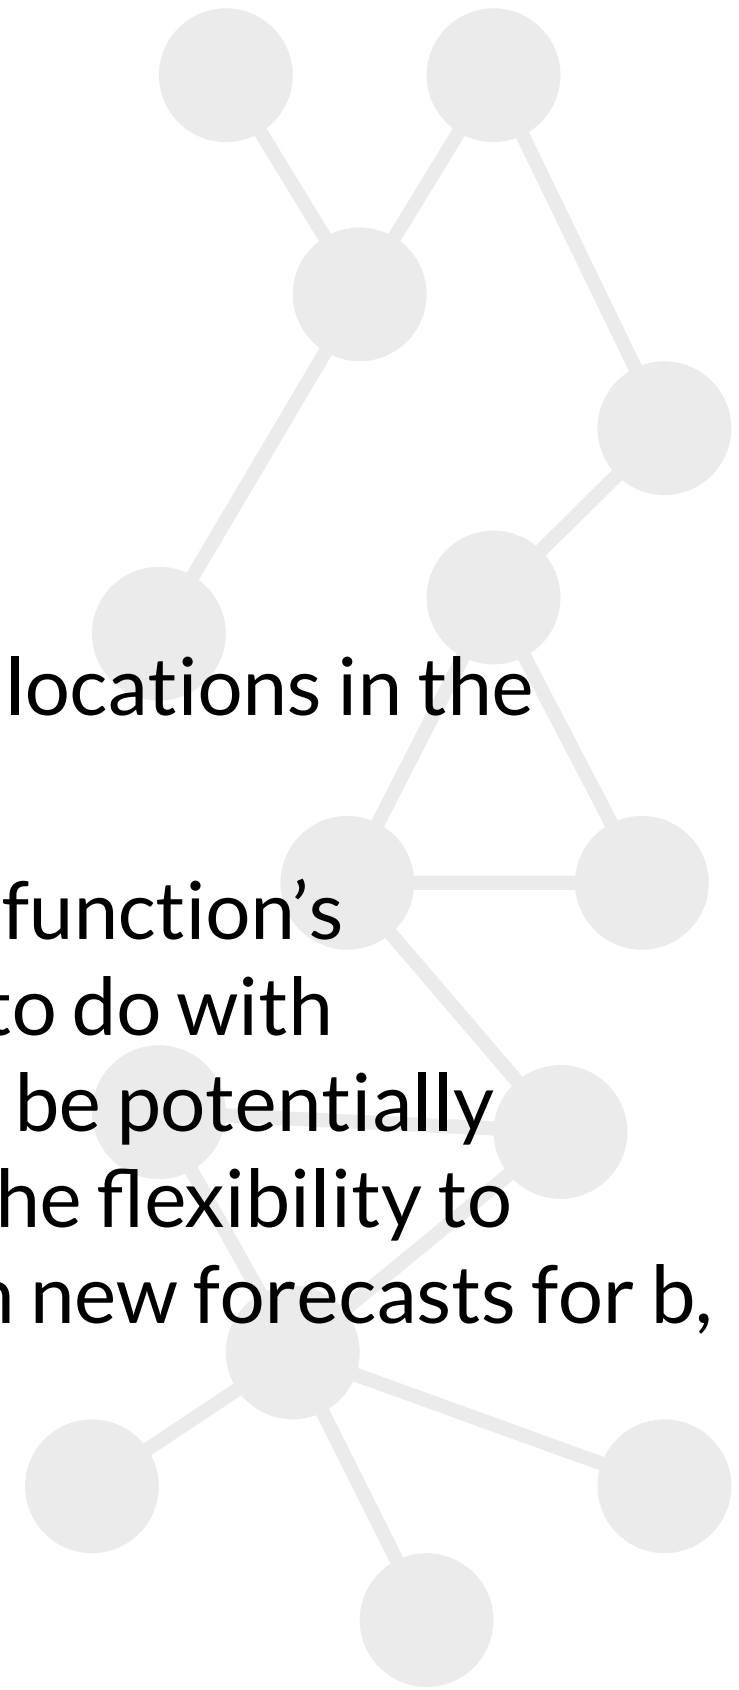 locations in the
function’s
to do with
be potentially
he flexibility to
new forecasts for b,